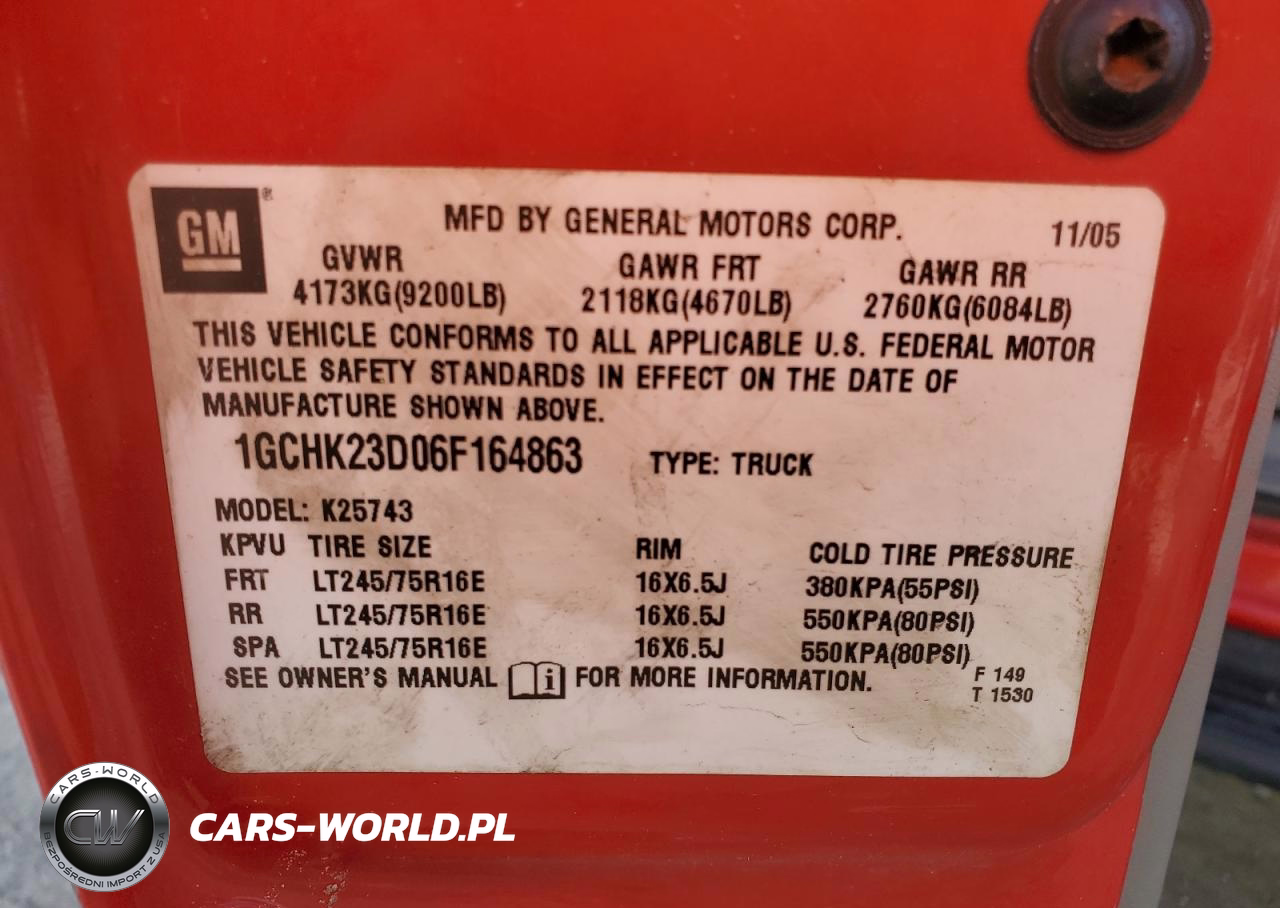 GM®
MFD BY GENERAL MOTORS CORP. 11/05
GVWR GAWR FRT GAWR RR
4173KG(9200LB) 2118KG(4670LB) 2760KG(6084LB)
THIS VEHICLE CONFORMS TO ALL APPLICABLE U.S. FEDERAL MOTOR
VEHICLE SAFETY STANDARDS IN EFFECT ON THE DATE OF
MANUFACTURE SHOWN ABOVE.
1GCHK23D06F164863 TYPE: TRUCK
MODEL: K25743
KPVU TIRE SIZE RIM COLD TIRE PRESSURE
FRT LT245/75R16E 16X6.5J 380KPA(55PSI)
RR LT245/75R16E 16X6.5J 550KPA(80PSI)
SPA LT245/75R16E 16X6.5J 550KPA(80PSI)
SEE OWNER'S MANUAL i FOR MORE INFORMATION.
F 149
T 1530
CARS-WORLD
CW
BEZPOŚREDNI IMPORT Z USA
CARS-WORLD.PL